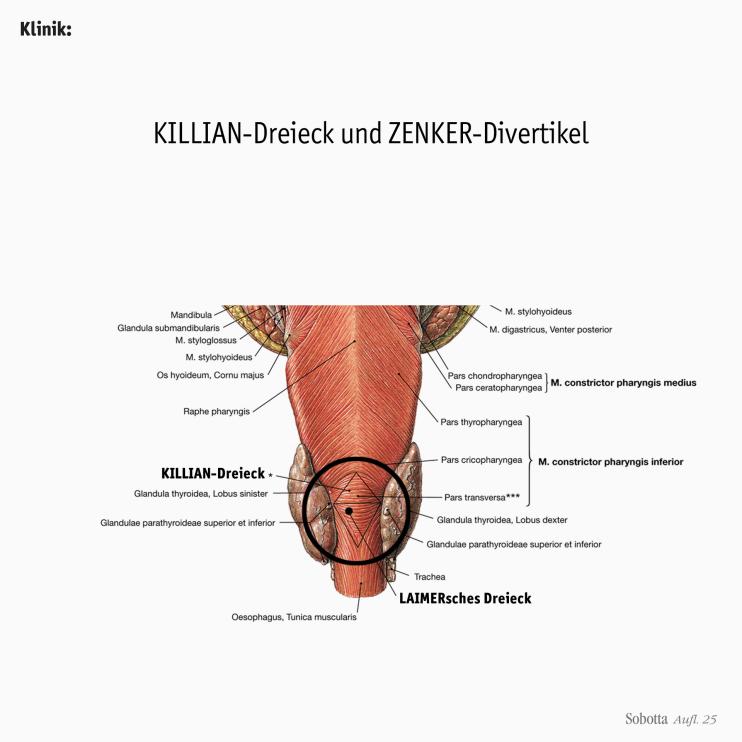 Klinik:
KILLIAN-Dreieck und ZENKER-Divertikel
Mandibula
Glandula submandibularis
M. styloglossus
M. stylohyoideus
Os hyoideum, Cornu majus
Raphe pharyngis
KILLIAN-Dreieck *
Glandula thyroidea, Lobus sinister
Glandulae parathyroideae superior et inferior
Oesophagus, Tunica muscularis
M. stylohyoideus
M. digastricus, Venter posterior
Pars chondropharyngea
Pars ceratopharyngea
M. constrictor pharyngis medius
Pars thyropharyngea
Pars cricopharyngea
M. constrictor pharyngis inferior
Pars transversa***
Glandula thyroidea, Lobus dexter
Glandulae parathyroideae superior et inferior
Trachea
LAIMERsches Dreieck
Sobotta Aufl. 25